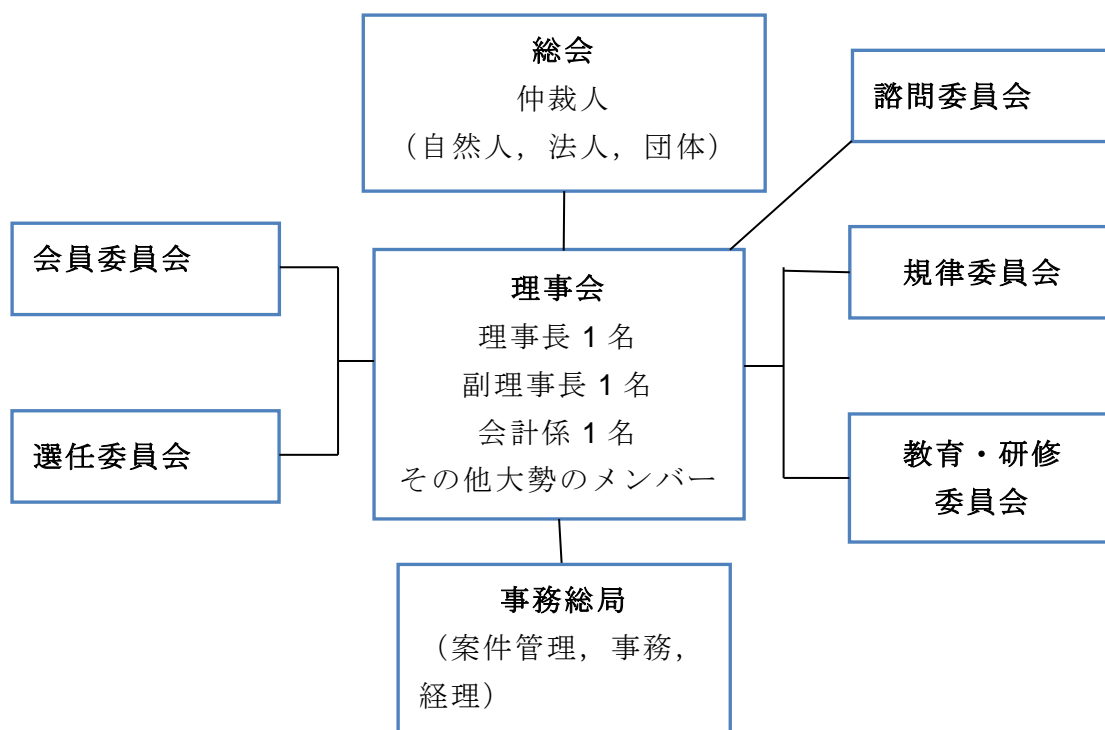 総会
仲裁人
（自然人，法人，団体）
諮問委員会
会員委員会
理事会
理事長 1 名
副理事長 1 名
会計係 1 名
その他大勢のメンバー
規律委員会
選任委員会
教育・研修
委員会
事務総局
（案件管理，事務，
経理）